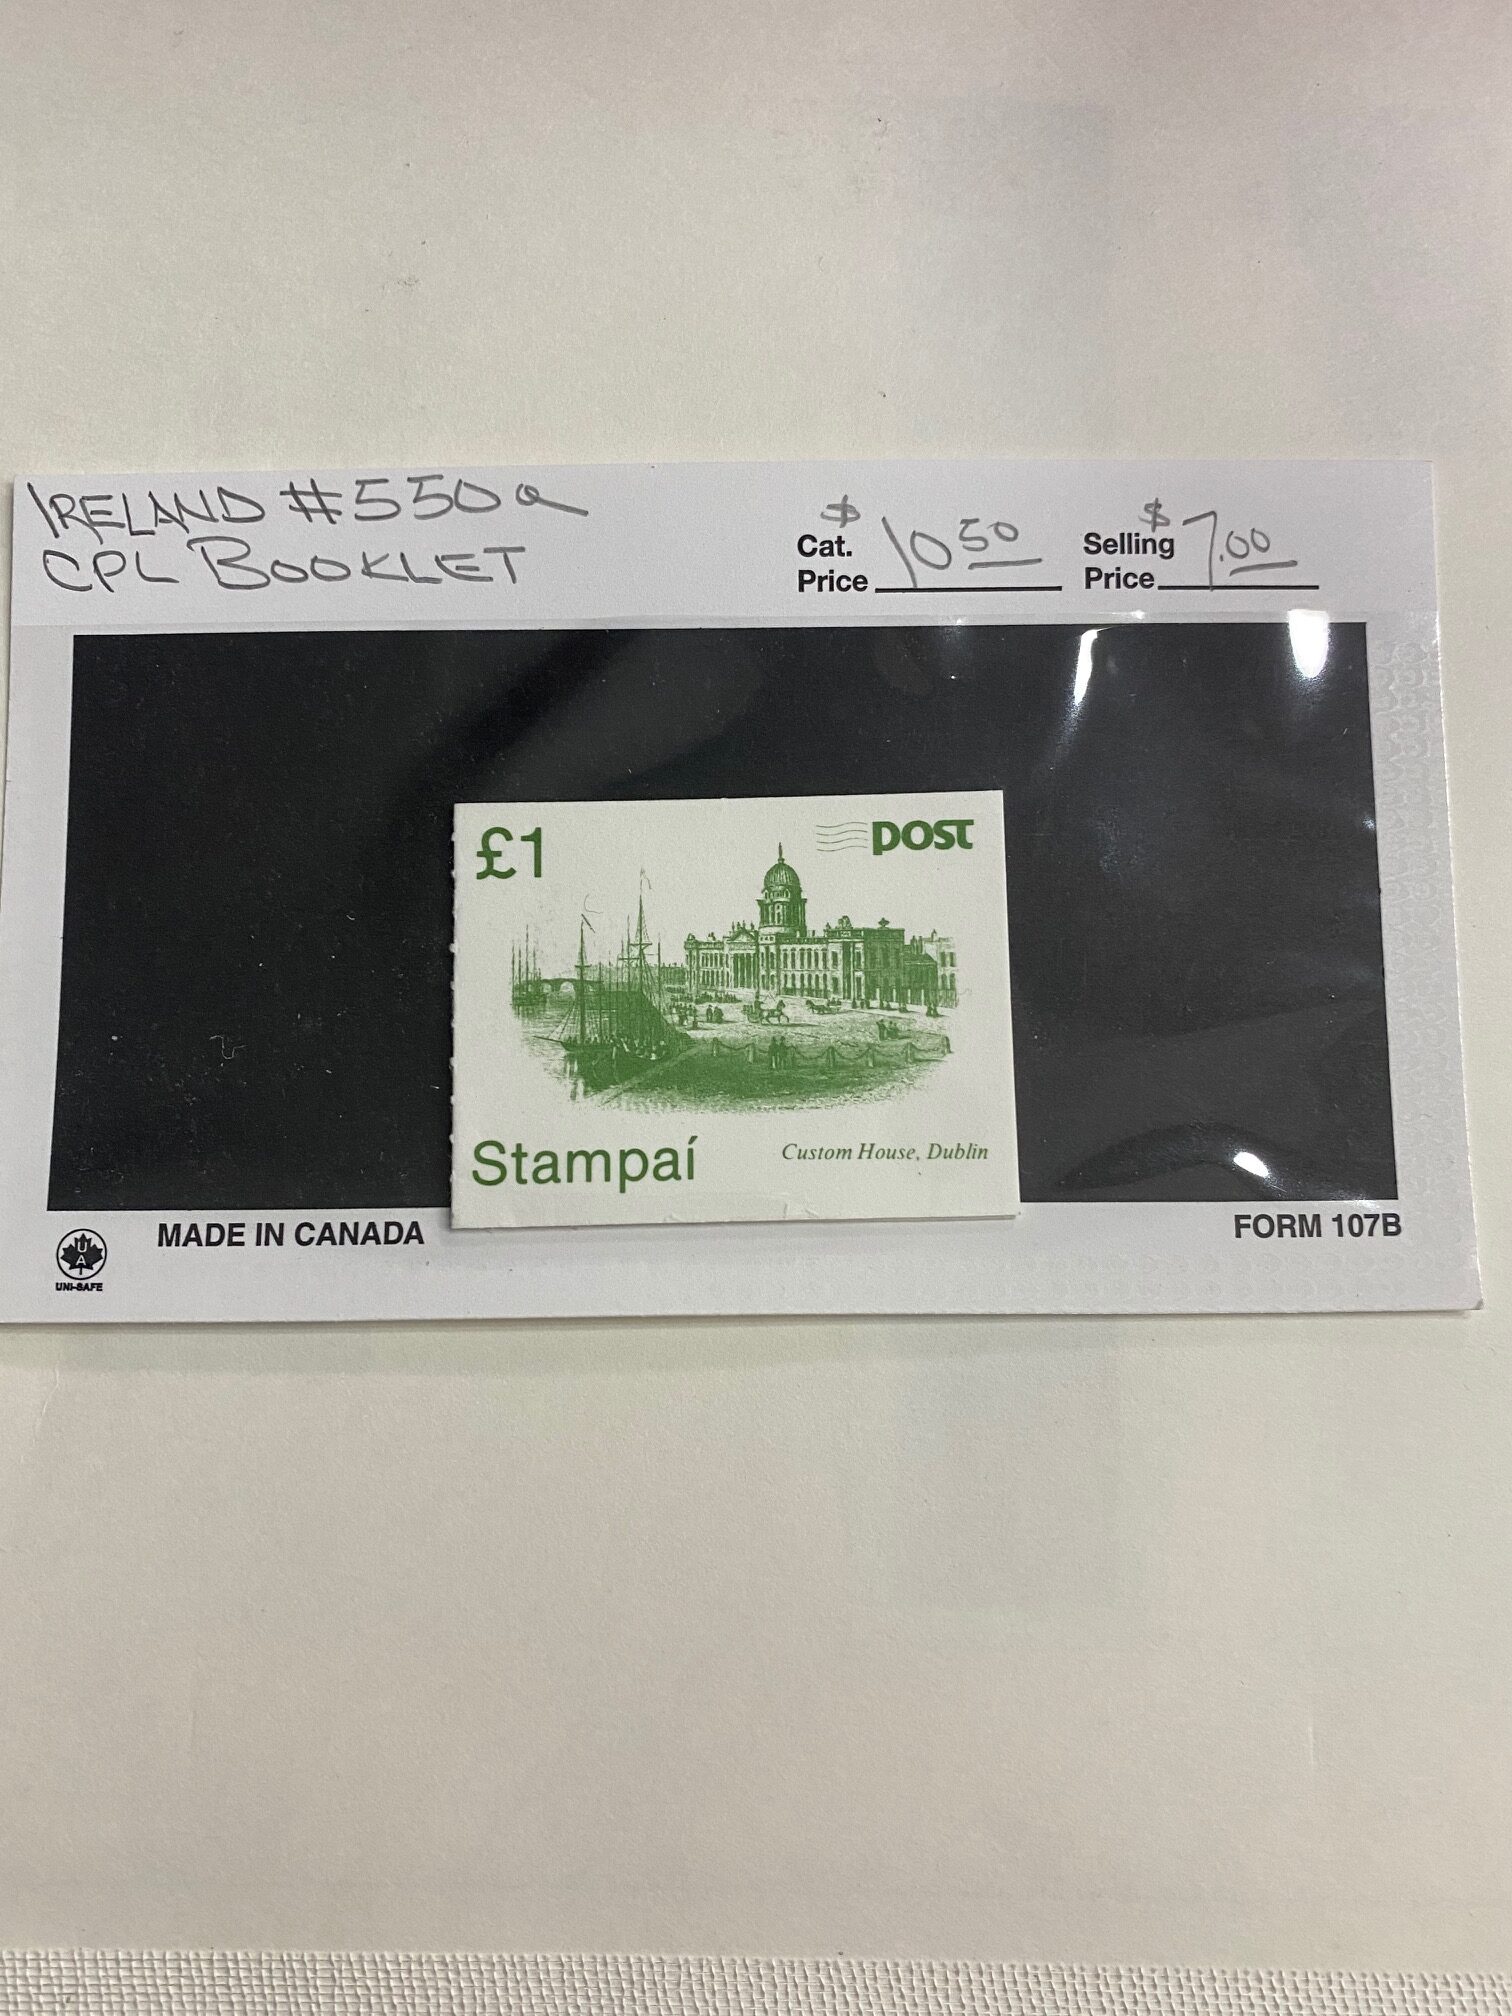 IRELAND #550a
CPL BOOKLET
$
Cat.
Price 10 50
$
Selling
Price 7.00
£1
post
Stampaí
Custom House, Dublin
UA
UNI-SAFE
MADE IN CANADA
FORM 107B